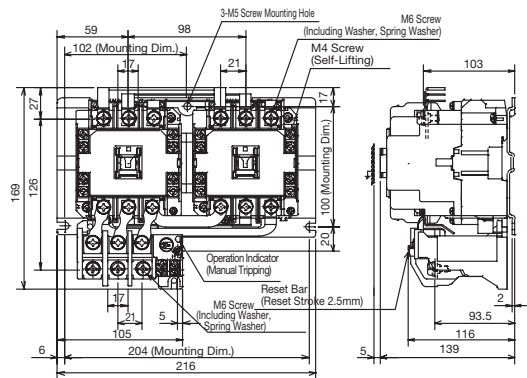 59
98
3-M5 Screw Mounting Hole
M6 Screw
(Including Washer, Spring Washer)
M4 Screw
(Self-Lifting)
102 (Mounting Dim.)
17
21
103
27
17
169
126
100 (Mounting Dim.)
20
Operation Indicator
(Manual Tripping)
Reset Bar
(Reset Stroke 2.5mm)
17
21
M6 Screw
(Including Washer,
Spring Washer)
5
105
6
204 (Mounting Dim.)
216
2
93.5
116
5
139